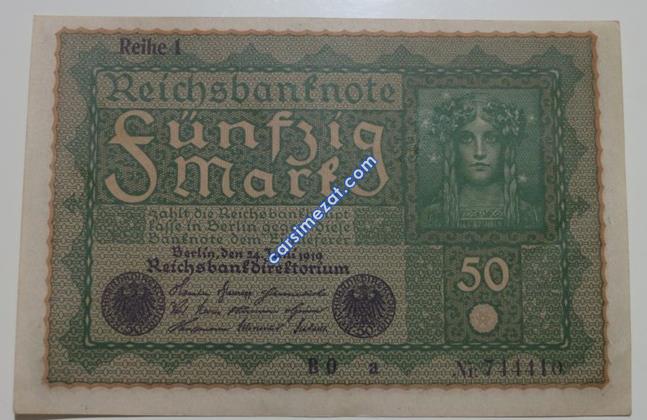 Reihe 1
Reichsbanknote
Fünfzig
Mark
zahlt die Reichsbankhaupt
kasse in Berlin gegen diese
Banknote dem Einlieferer
Berlin, den 24. Juni 1919
Reichsbankdirektorium
50
BO a
Nr. 744410
carsimezat.com